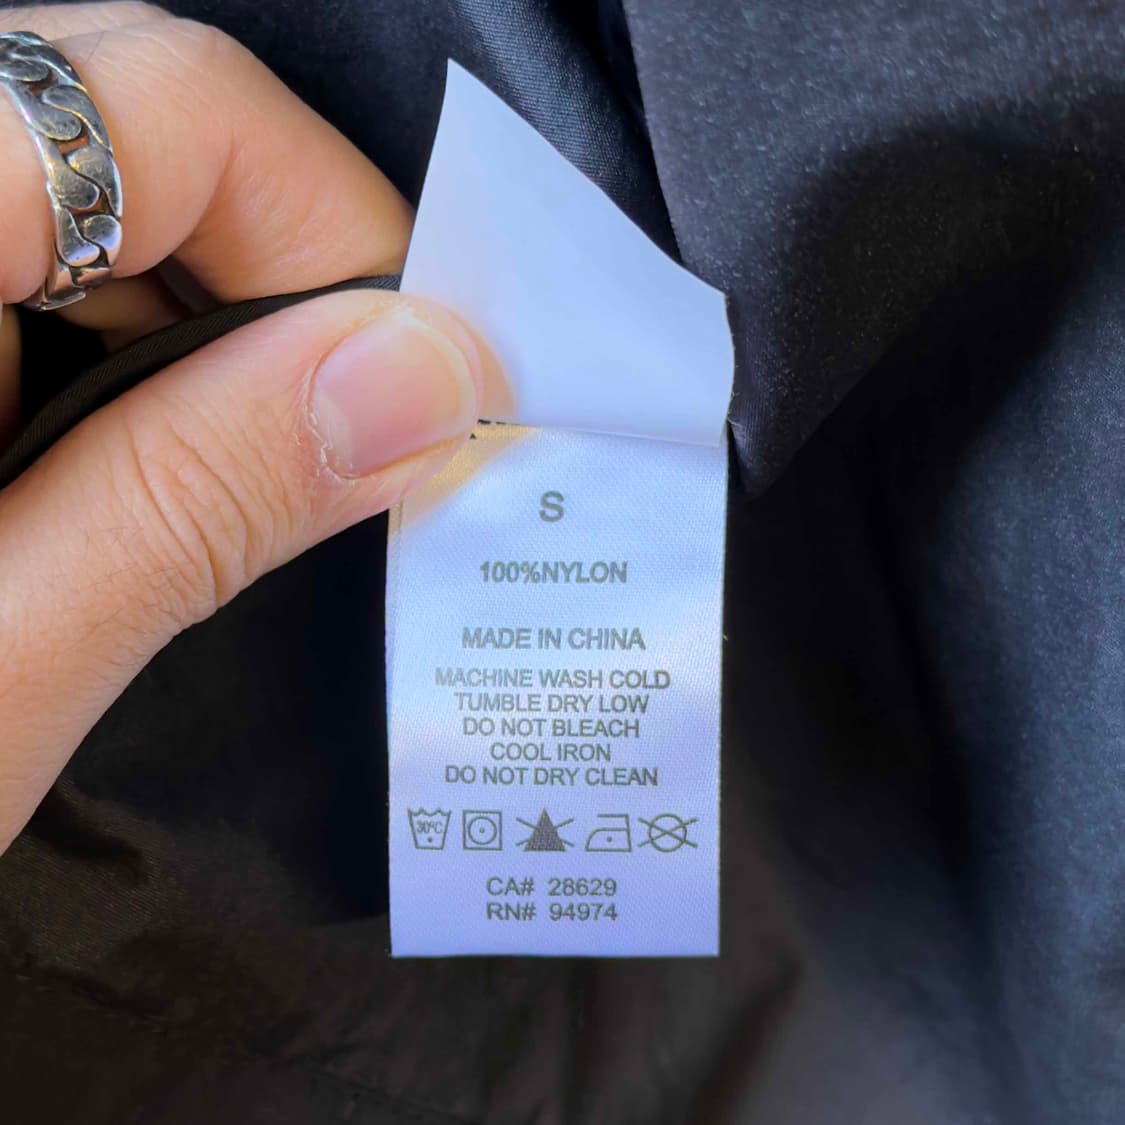 S
100%NYLON
MADE IN CHINA
MACHINE WASH COLD
TUMBLE DRY LOW
DO NOT BLEACH
COOL IRON
DO NOT DRY CLEAN
30°C
CA# 28629
RN# 94974